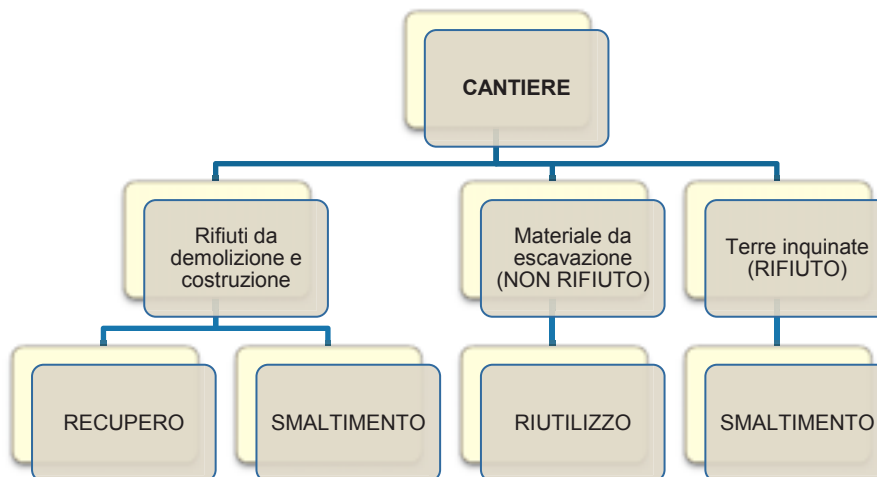 CANTIERE
Rifiuti da
demolizione e
costruzione
Materiale da
escavazione
(NON RIFIUTO)
Terre inquinate
(RIFIUTO)
RECUPERO
SMALTIMENTO
RIUTILIZZO
SMALTIMENTO